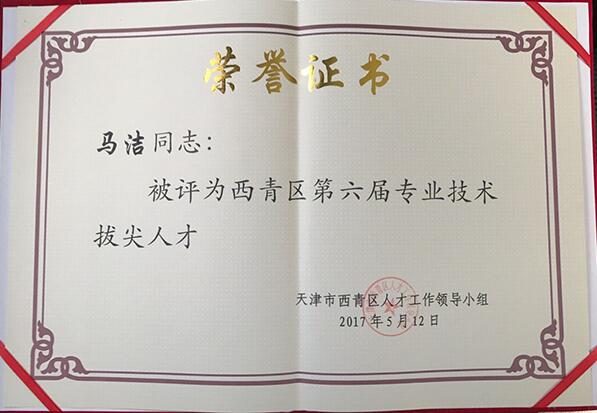 荣誉证书
马洁同志：
被评为西青区第六届专业技术
拔尖人才
天津市西青区人才工作领导小组
2017年5月12日